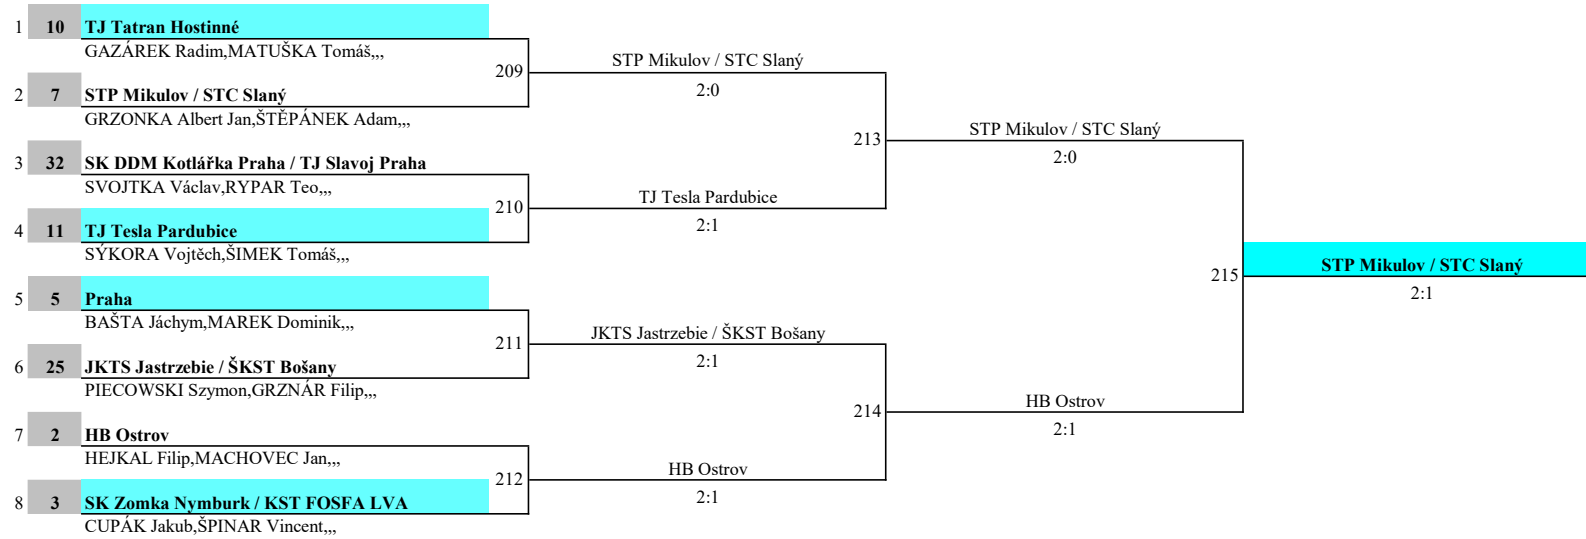 1 10 TJ Tatran Hostinné
GAZÁREK Radim,MATUŠKA Tomáš,,,
209
STP Mikulov / STC Slaný
2:0
2 7 STP Mikulov / STC Slaný
GRZONKA Albert Jan,ŠTĚPÁNEK Adam,,,
213
STP Mikulov / STC Slaný
2:0
3 32 SK DDM Kotlářka Praha / TJ Slavoj Praha
SVOJTKA Václav,RYPAR Teo,,,
210
TJ Tesla Pardubice
2:1
4 11 TJ Tesla Pardubice
SÝKORA Vojtěch,ŠIMEK Tomáš,,,
215
STP Mikulov / STC Slaný
2:1
5 5 Praha
BAŠTA Jáchym,MAREK Dominik,,,
211
JKTS Jastrzebie / ŠKST Bošany
2:1
6 25 JKTS Jastrzebie / ŠKST Bošany
PIECOWSKI Szymon,GRZNÁR Filip,,,
214
HB Ostrov
2:1
7 2 HB Ostrov
HEJKAL Filip,MACHOVEC Jan,,,
212
HB Ostrov
2:1
8 3 SK Zomka Nymburk / KST FOSFA LVA
CUPÁK Jakub,ŠPINAR Vincent,,,